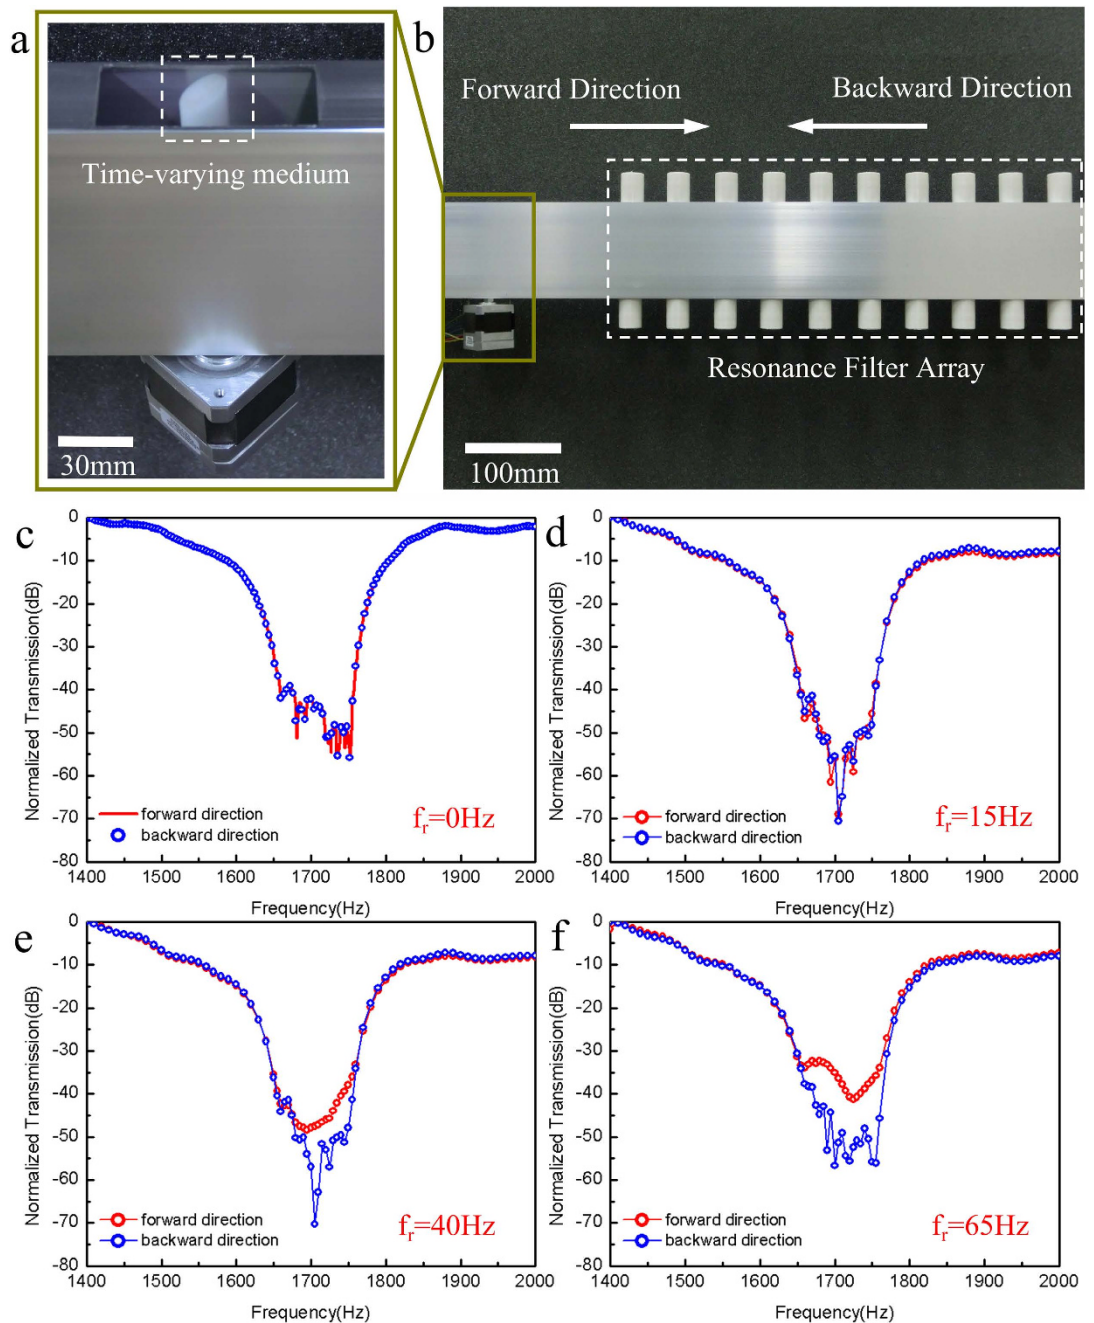 a
Time-varying medium
30mm
b
Forward Direction
Backward Direction
Resonance Filter Array
100mm
c
Normalized Transmission(dB)
0
-10
-20
-30
-40
-50
-60
-70
-80
forward direction
backward direction
fr=0Hz
1400 1500 1600 1700 1800 1900 2000
Frequency(Hz)
d
Normalized Transmission(dB)
0
-10
-20
-30
-40
-50
-60
-70
-80
forward direction
backward direction
fr=15Hz
1400 1500 1600 1700 1800 1900 2000
Frequency(Hz)
e
Normalized Transmission(dB)
0
-10
-20
-30
-40
-50
-60
-70
-80
forward direction
backward direction
fr=40Hz
1400 1500 1600 1700 1800 1900 2000
Frequency(Hz)
f
Normalized Transmission(dB)
0
-10
-20
-30
-40
-50
-60
-70
-80
forward direction
backward direction
fr=65Hz
1400 1500 1600 1700 1800 1900 2000
Frequency(Hz)